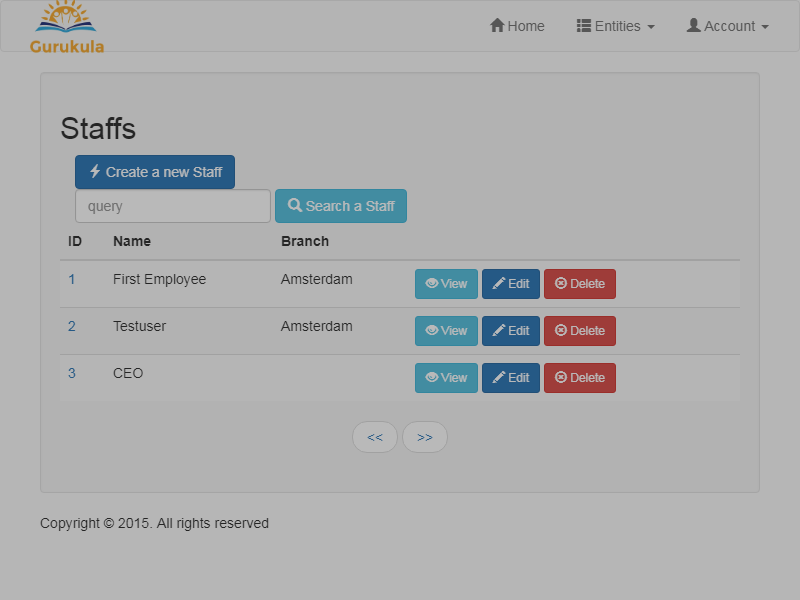 Gurukula
Home Entities Account
Staffs
Create a new Staff
query Search a Staff
ID Name Branch
1 First Employee Amsterdam View Edit Delete
2 Testuser Amsterdam View Edit Delete
3 CEO View Edit Delete
<< >>
Copyright © 2015. All rights reserved